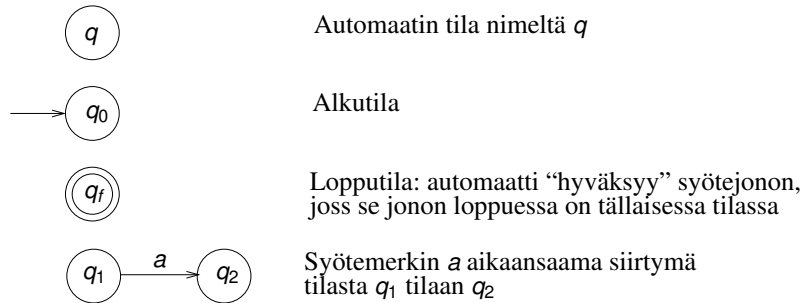 q Automaatin tila nimeltä q
q0 Alkutila
qf Lopputila: automaatti “hyväksyy” syötejonon,
joss se jonon loppuessa on tällaisessa tilassa
q1 a q2 Syötemerkin a aikaansaama siirtymä
tilasta q1 tilaan q2